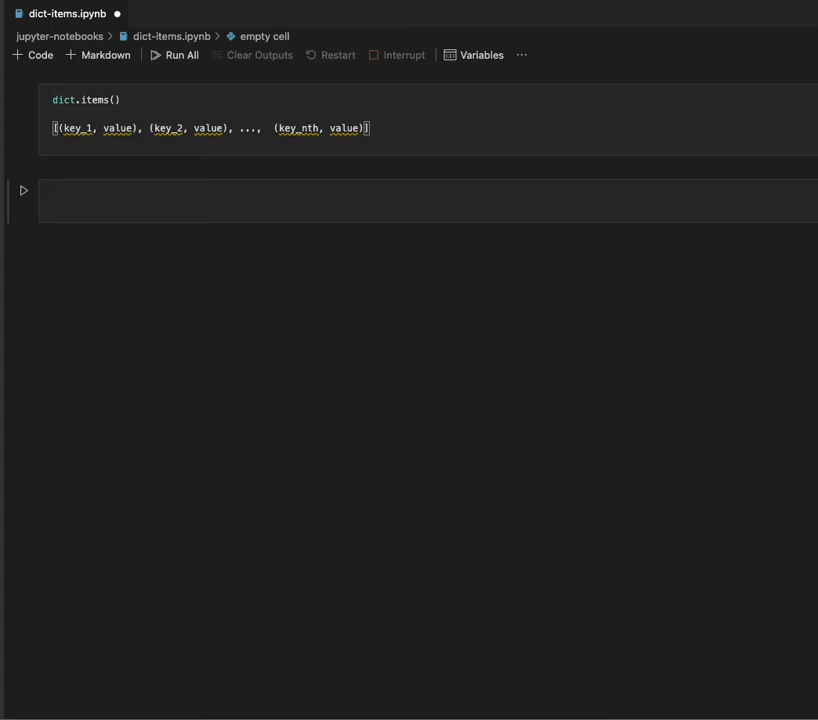 dict-items.ipynb
jupyter-notebooks > dict-items.ipynb > empty cell
+ Code + Markdown | Run All Clear Outputs Restart Interrupt | Variables ...
dict.items()
[(key_1, value), (key_2, value), ..., (key_nth, value)]